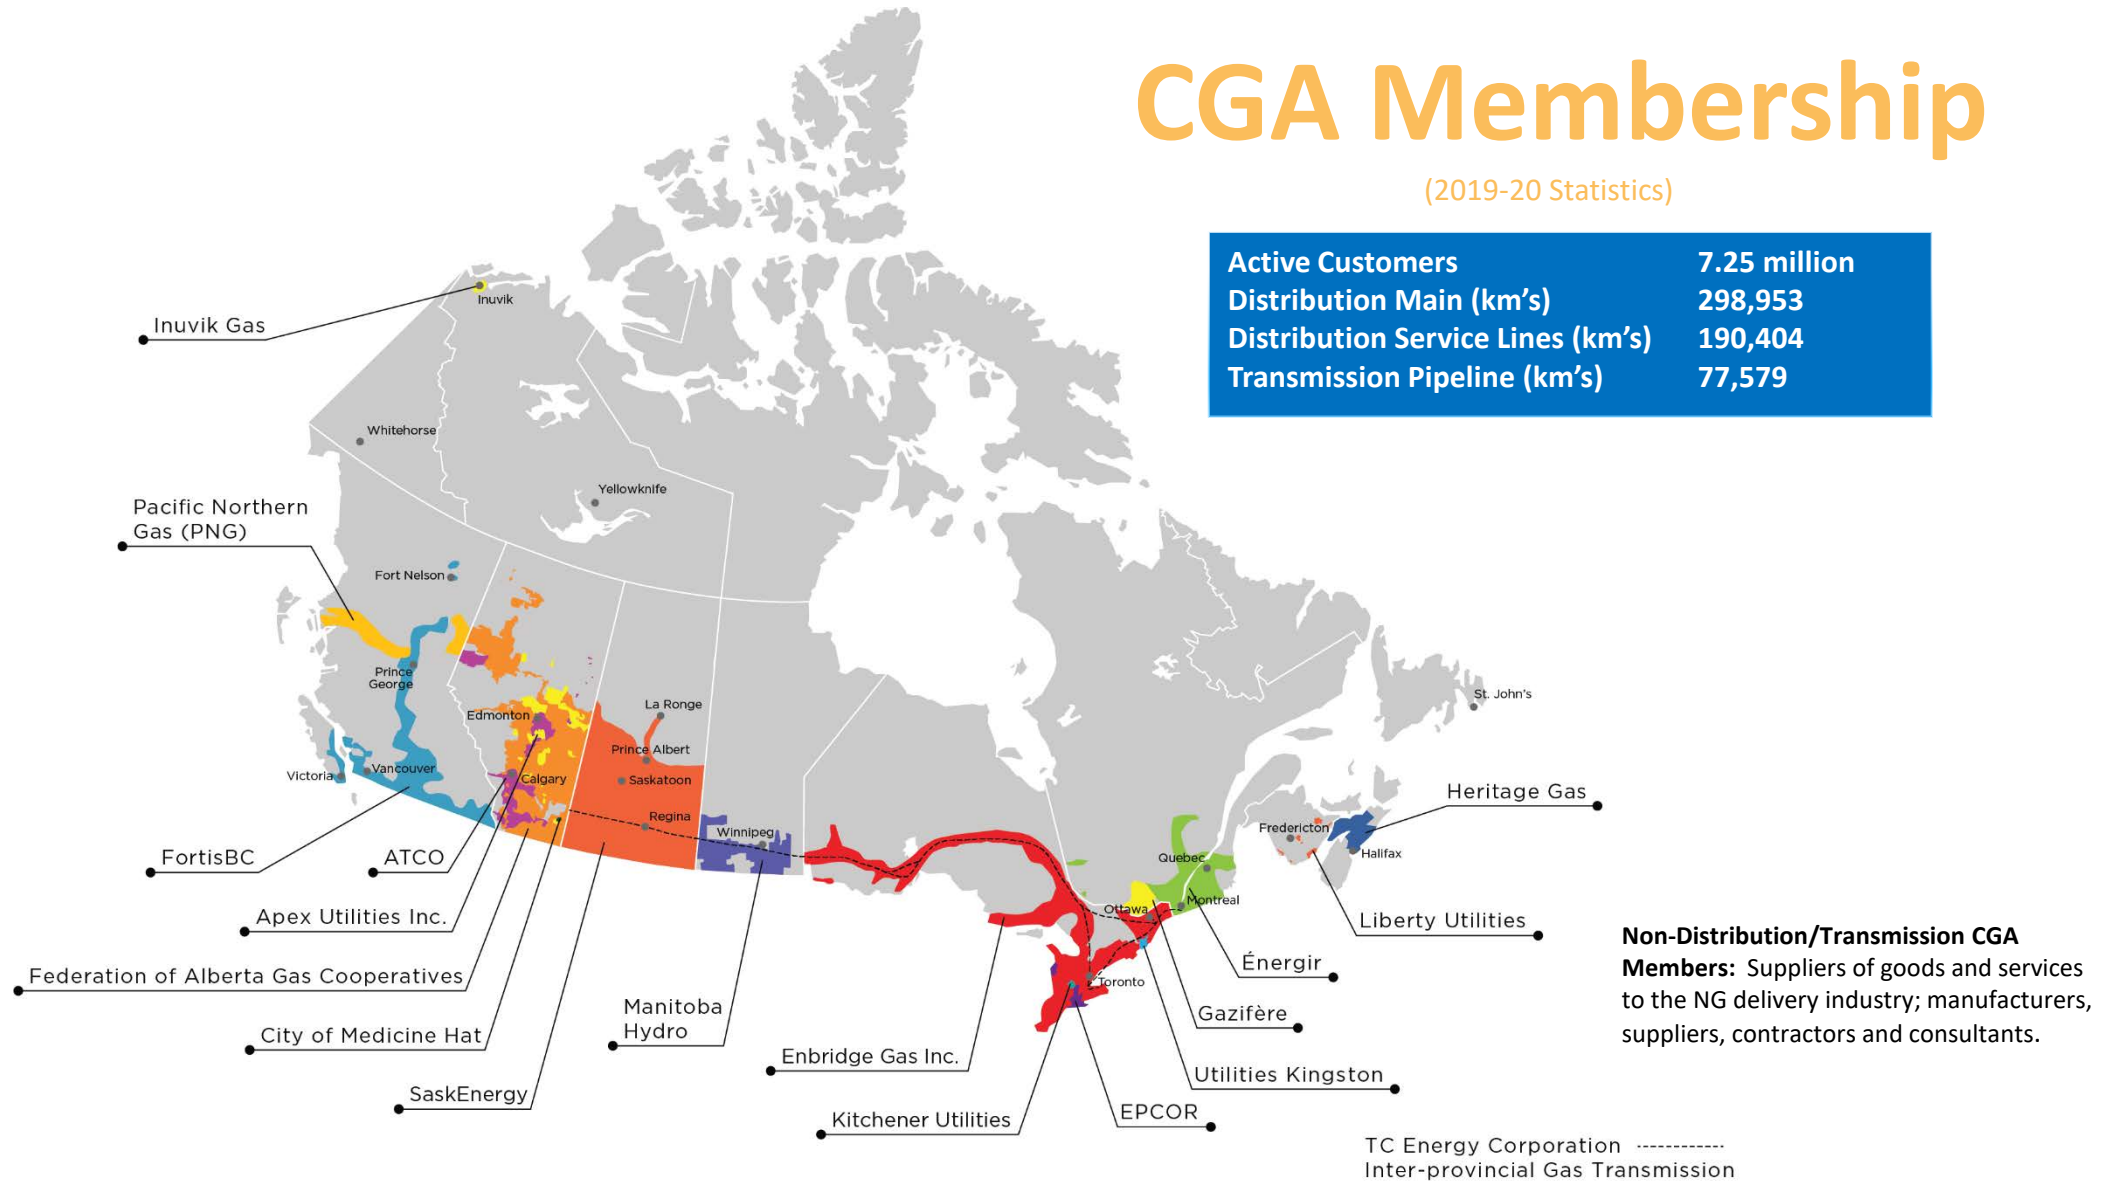 CGA Membership
(2019-20 Statistics)
Active Customers 7.25 million
Distribution Main (km’s) 298,953
Distribution Service Lines (km’s) 190,404
Transmission Pipeline (km’s) 77,579
Inuvik
Inuvik Gas
Whitehorse
Yellowknife
Pacific Northern
Gas (PNG)
Fort Nelson
Prince
George
Edmonton
La Ronge
Prince Albert
Saskatoon
Victoria
Vancouver
Calgary
Regina
Winnipeg
St. John's
Heritage Gas
Fredericton
Halifax
Quebec
Montreal
Ottawa
Toronto
FortisBC
ATCO
Apex Utilities Inc.
Federation of Alberta Gas Cooperatives
City of Medicine Hat
SaskEnergy
Manitoba
Hydro
Enbridge Gas Inc.
Kitchener Utilities
EPCOR
Utilities Kingston
Gazifère
Énergir
Liberty Utilities
Non-Distribution/Transmission CGA
Members: Suppliers of goods and services
to the NG delivery industry; manufacturers,
suppliers, contractors and consultants.
TC Energy Corporation
Inter-provincial Gas Transmission